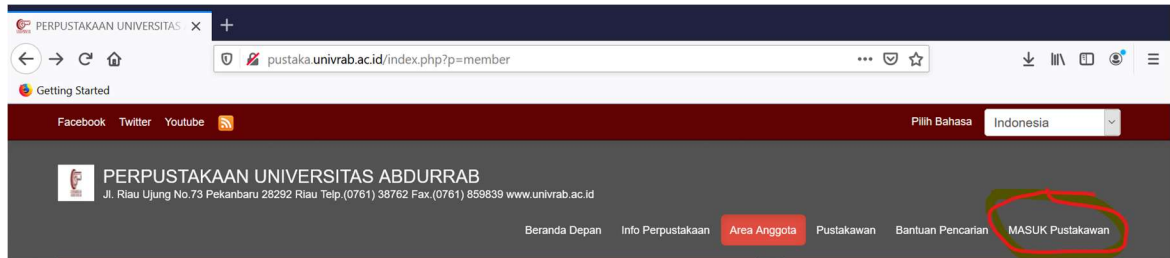 PERPUSTAKAAN UNIVERSITAS
pustaka.univrab.ac.id/index.php?p=member
Getting Started
Facebook Twitter Youtube Pilih Bahasa Indonesia
PERPUSTAKAAN UNIVERSITAS ABDURRAB
Jl. Riau Ujung No.73 Pekanbaru 28292 Riau Telp.(0761) 38762 Fax.(0761) 859839 www.univrab.ac.id
Beranda Depan Info Perpustakaan Area Anggota Pustakawan Bantuan Pencarian MASUK Pustakawan